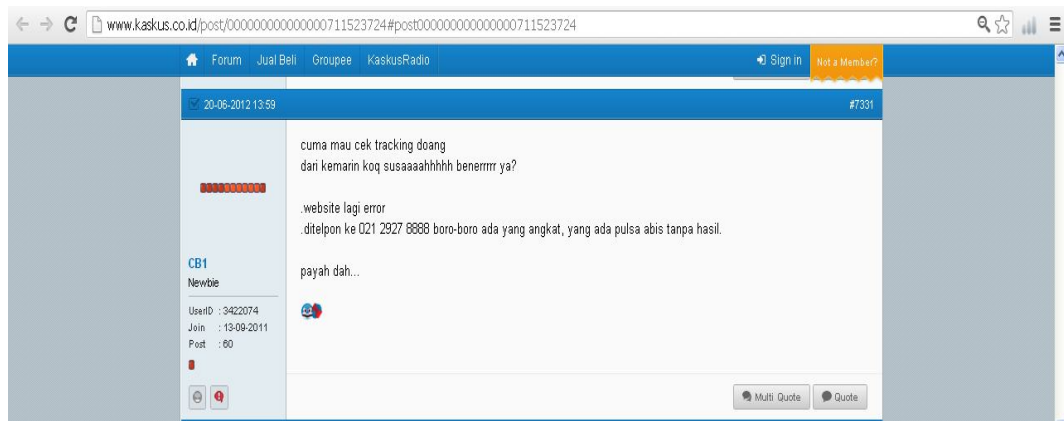 www.kaskus.co.id/post/000000000000000711523724#post000000000000000711523724
Forum Jual Beli Groupee KaskusRadio Sign in Not a Member?
20-06-2012 13:59 #7331
cuma mau cek tracking doang
dari kemarin koq susaaaahhhhh benerrrrr ya?
.website lagi error
.ditelpon ke 021 2927 8888 boro-boro ada yang angkat, yang ada pulsa abis tanpa hasil.
payah dah...
CB1
Newbie
UserID : 3422074
Join : 13-09-2011
Post : 60
Multi Quote Quote